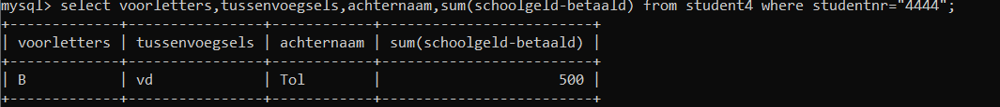 mysql> select voorletters,tussenvoegsels,achternaam,sum(schoolgeld-betaald) from student4 where studentnr="4444";
+-------------+----------------+------------+-------------------------+
| voorletters | tussenvoegsels | achternaam | sum(schoolgeld-betaald) |
+-------------+----------------+------------+-------------------------+
| B           | vd             | Tol        |                     500 |
+-------------+----------------+------------+-------------------------+